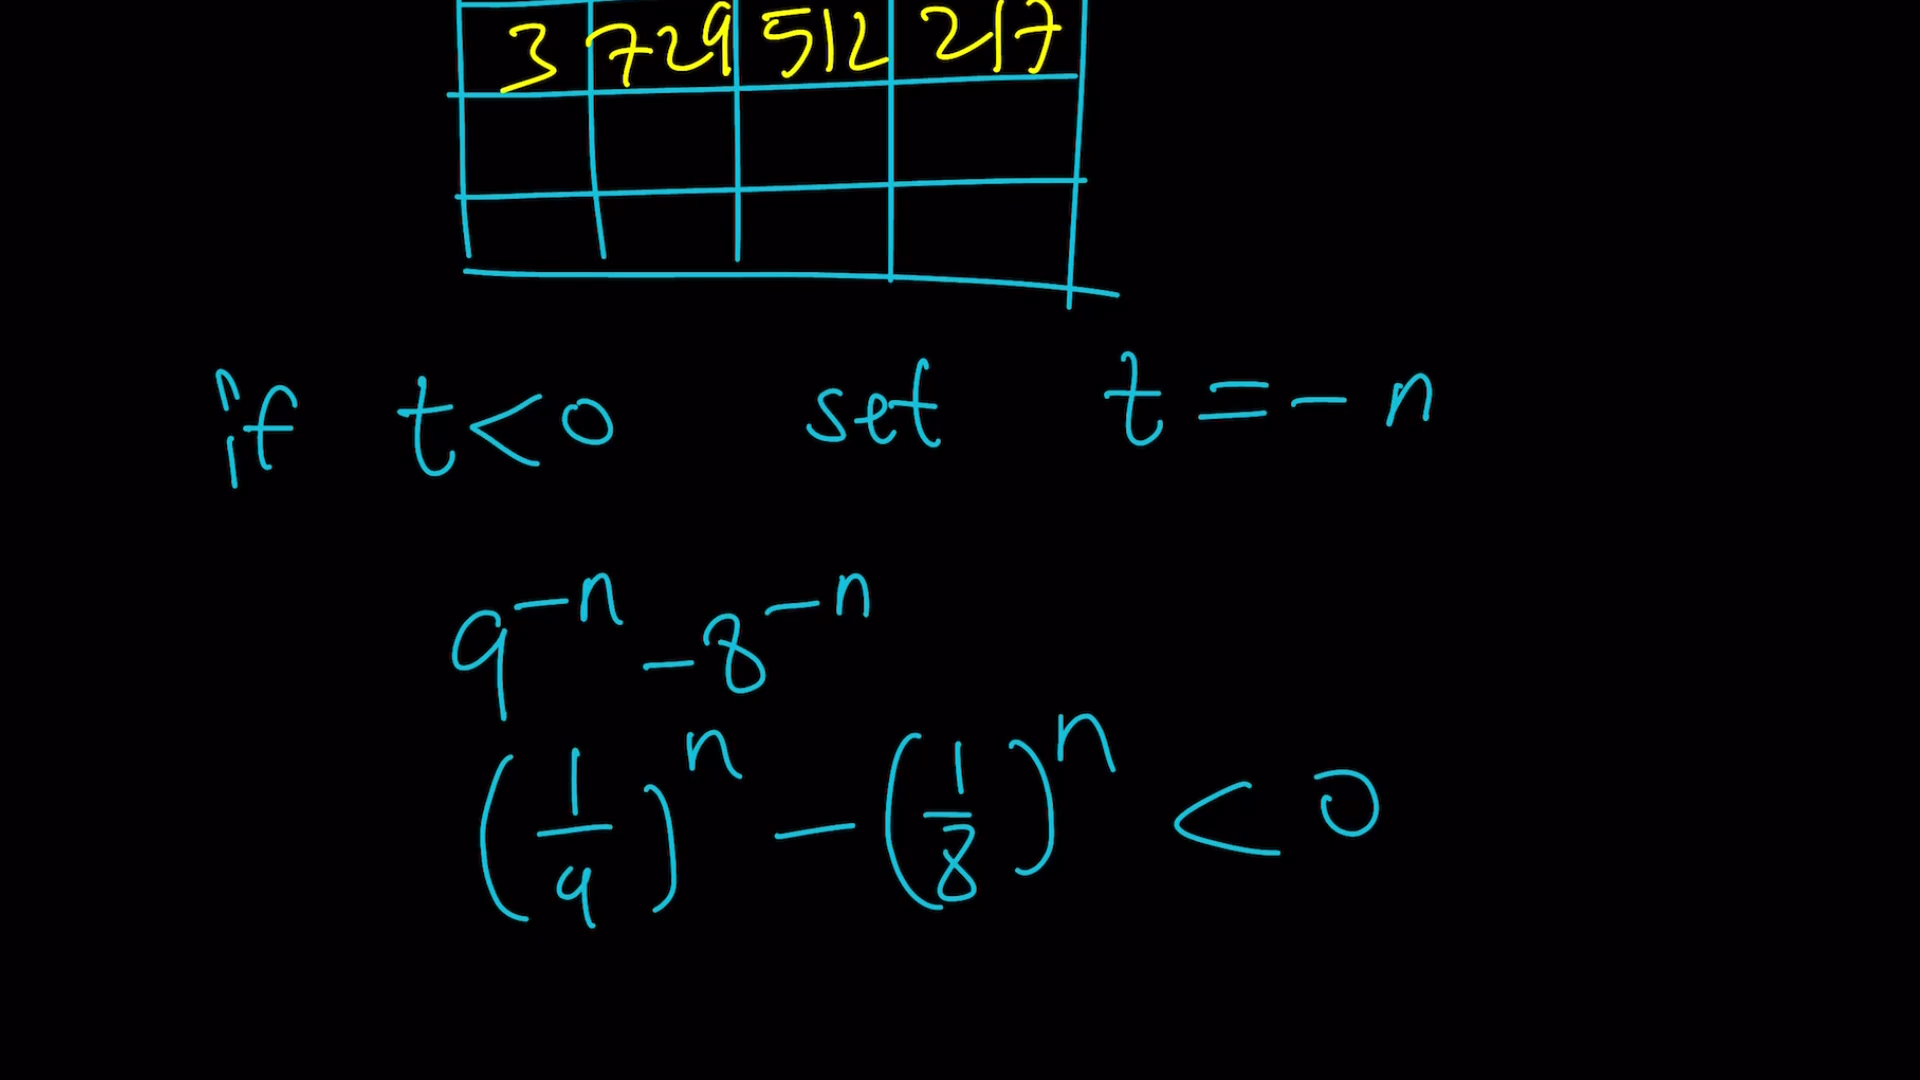 3 729 512 217
if t<0 set t=-n
9^{-n} - 8^{-n}
(1/9)^n - (1/8)^n < 0